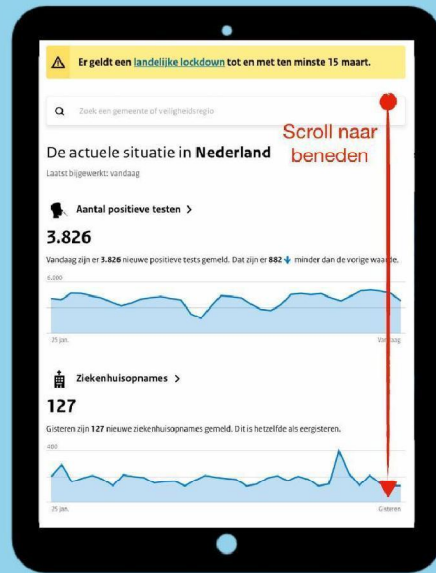 Er geldt een landelijke lockdown tot en met ten minste 15 maart.
Zoek een gemeente of veiligheidsregio
Scroll naar
beneden
De actuele situatie in Nederland
Laatst bijgewerkt: vandaag
Aantal positieve testen >
3.826
Vandaag zijn er 3.826 nieuwe positieve tests gemeld. Dat zijn er 882 minder dan de vorige waarde.
6.200
25 jan.
Vandaag
Ziekenhuisopnames >
127
Gisteren zijn 127 nieuwe ziekenhuisopnames gemeld. Dit is hetzelfde als eergisteren.
400
25 jan.
Gisteren